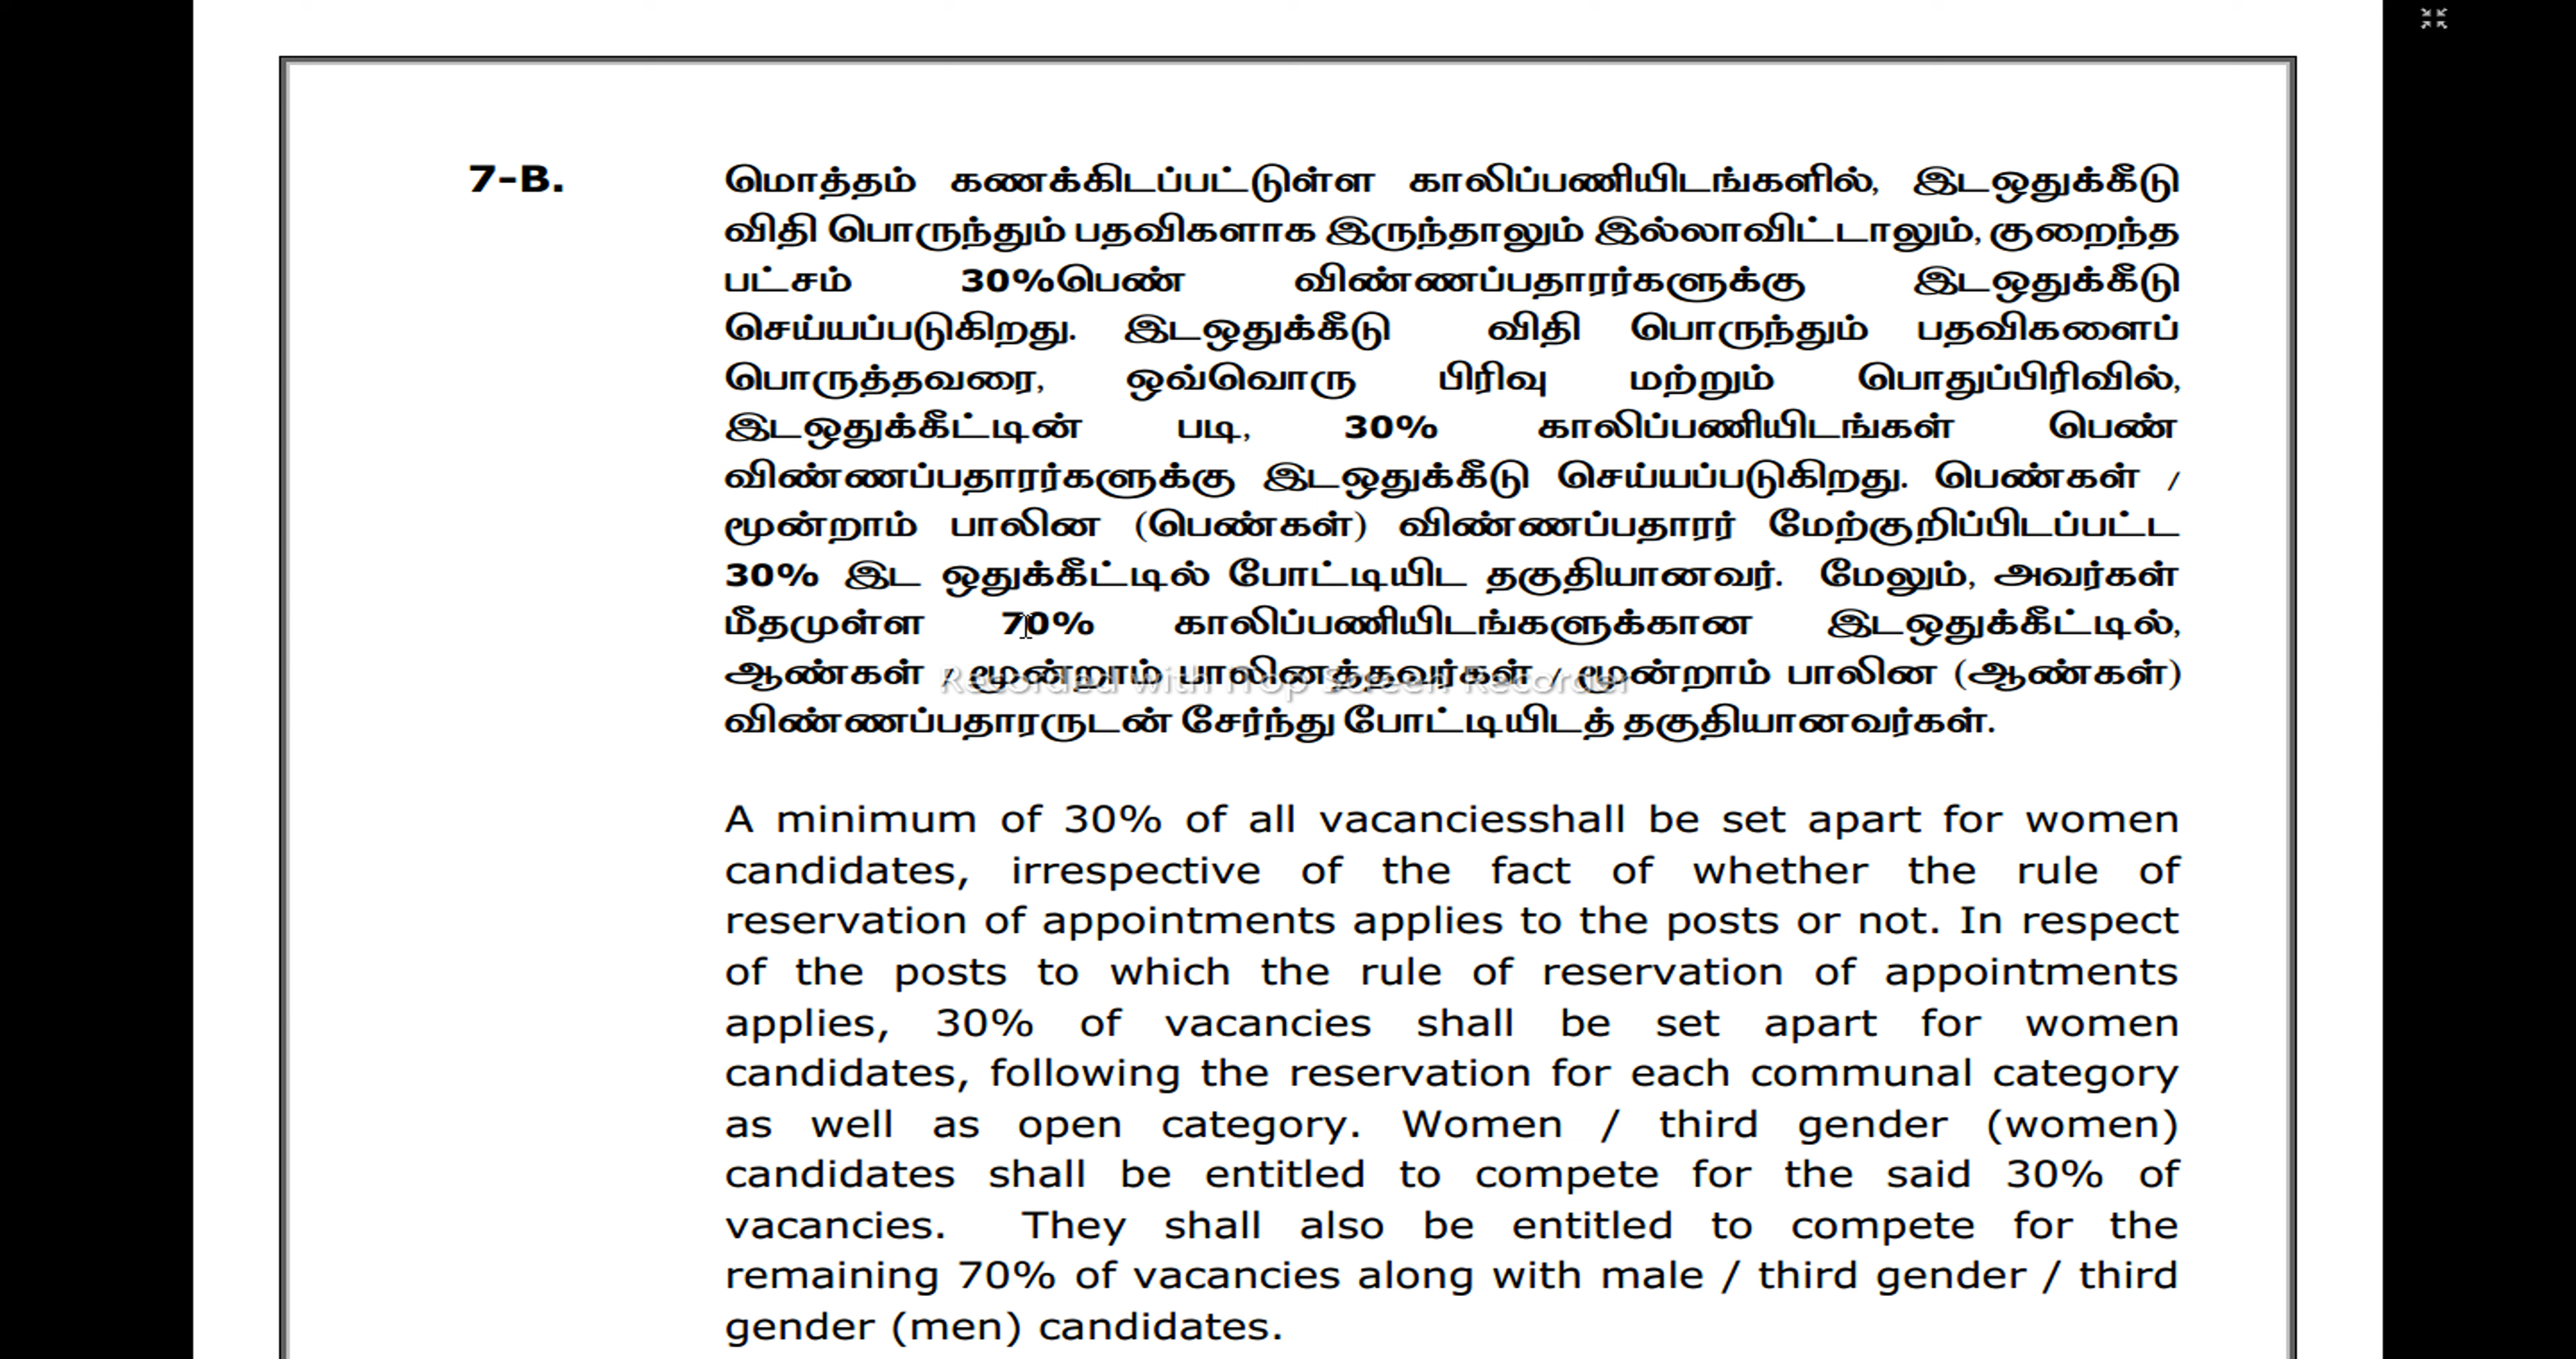 7-B. மொத்தம் கணக்கிடப்பட்டுள்ள காலிப்பணியிடங்களில், இடஒதுக்கீடு
விதி பொருந்தும் பதவிகளாக இருந்தாலும் இல்லாவிட்டாலும், குறைந்த
பட்சம் 30%பெண் விண்ணப்பதாரர்களுக்கு இடஒதுக்கீடு
செய்யப்படுகிறது. இடஒதுக்கீடு விதி பொருந்தும் பதவிகளைப்
பொருத்தவரை, ஒவ்வொரு பிரிவு மற்றும் பொதுப்பிரிவில்,
இடஒதுக்கீட்டின் படி, 30% காலிப்பணியிடங்கள் பெண்
விண்ணப்பதாரர்களுக்கு இடஒதுக்கீடு செய்யப்படுகிறது. பெண்கள் /
மூன்றாம் பாலின (பெண்கள்) விண்ணப்பதாரர் மேற்குறிப்பிடப்பட்ட
30% இட ஒதுக்கீட்டில் போட்டியிட தகுதியானவர். மேலும், அவர்கள்
மீதமுள்ள 70% காலிப்பணியிடங்களுக்கான இடஒதுக்கீட்டில்,
ஆண்கள் / மூன்றாம் பாலினத்தவர்கள் / மூன்றாம் பாலின (ஆண்கள்)
Recorded with iTop Screen Recorder
விண்ணப்பதாரருடன் சேர்ந்து போட்டியிடத் தகுதியானவர்கள்.
A minimum of 30% of all vacanciesshall be set apart for women
candidates, irrespective of the fact of whether the rule of
reservation of appointments applies to the posts or not. In respect
of the posts to which the rule of reservation of appointments
applies, 30% of vacancies shall be set apart for women
candidates, following the reservation for each communal category
as well as open category. Women / third gender (women)
candidates shall be entitled to compete for the said 30% of
vacancies. They shall also be entitled to compete for the
remaining 70% of vacancies along with male / third gender / third
gender (men) candidates.